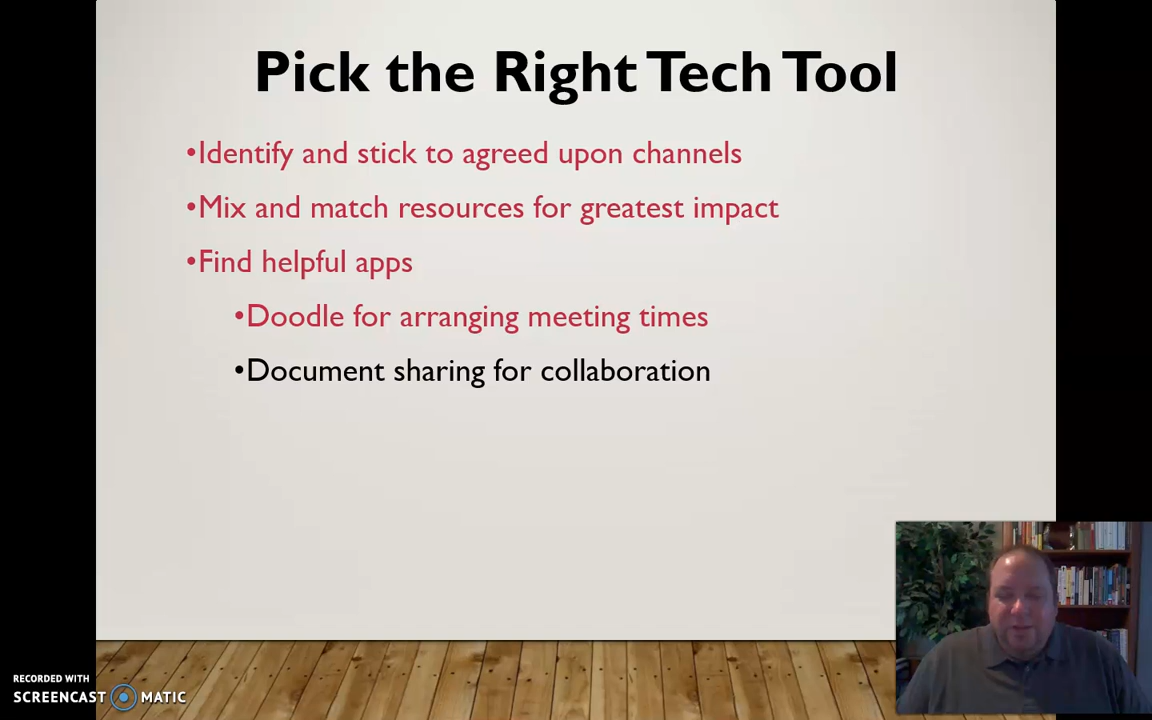 Pick the Right Tech Tool
•Identify and stick to agreed upon channels
•Mix and match resources for greatest impact
•Find helpful apps
•Doodle for arranging meeting times
•Document sharing for collaboration
RECORDED WITH
SCREENCAST MATIC